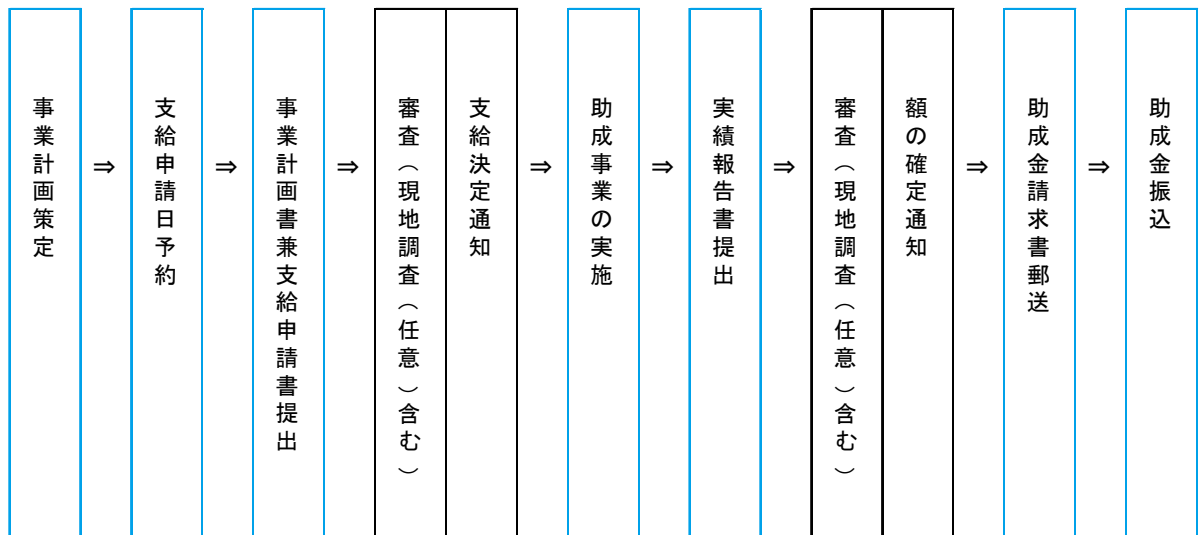 事業計画策定
⇒
支給申請日予約
⇒
事業計画書兼支給申請書提出
⇒
審査（現地調査（任意）含む）
支給決定通知
⇒
助成事業の実施
⇒
実績報告書提出
⇒
審査（現地調査（任意）含む）
額の確定通知
⇒
助成金請求書郵送
⇒
助成金振込